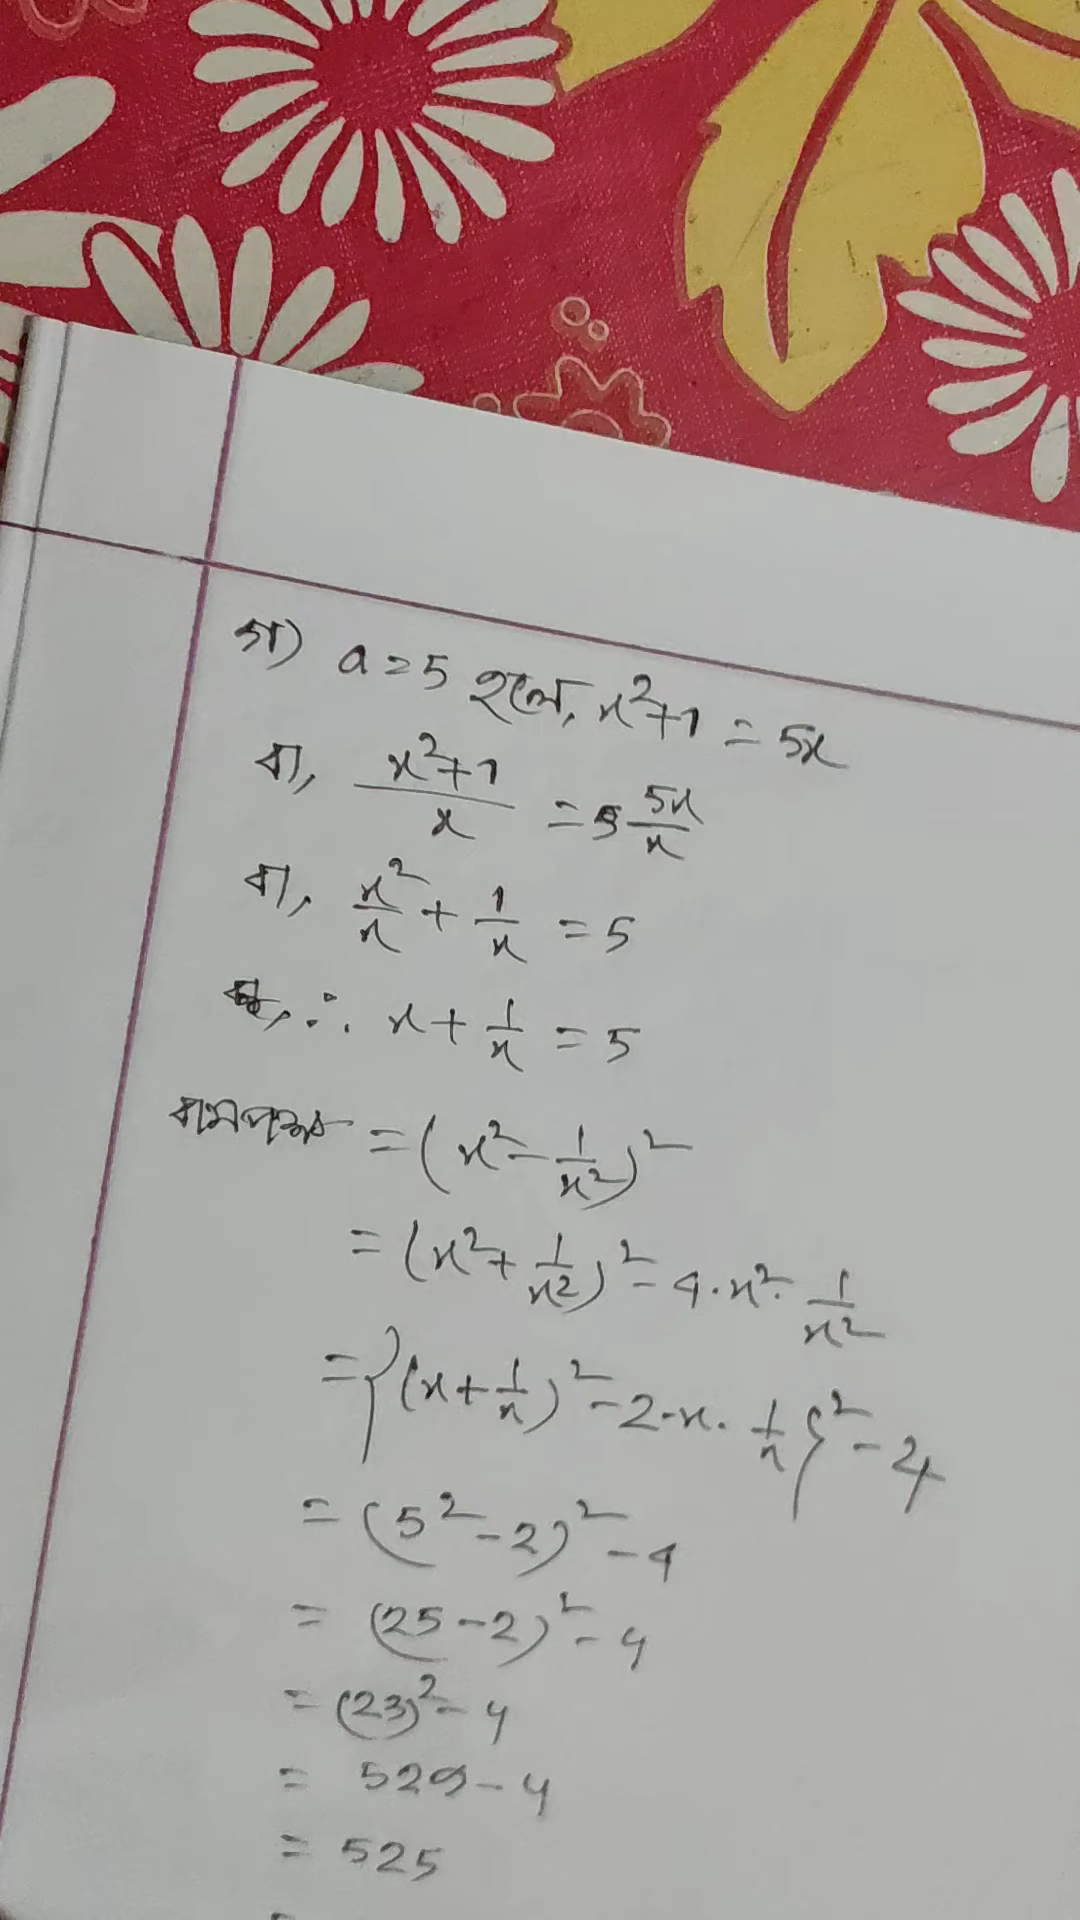 গ) a = 5 হলে, x²+1 = 5x
বা, (x²+1)/x = 5x/x
বা, x²/x + 1/x = 5
∴ x + 1/x = 5
বামপক্ষ = (x² - 1/x²)²
= (x² + 1/x²)² - 4·x²·1/x²
= {(x + 1/x)² - 2·x·1/x}² - 4
= (5² - 2)² - 4
= (25 - 2)² - 4
= (23)² - 4
= 529 - 4
= 525